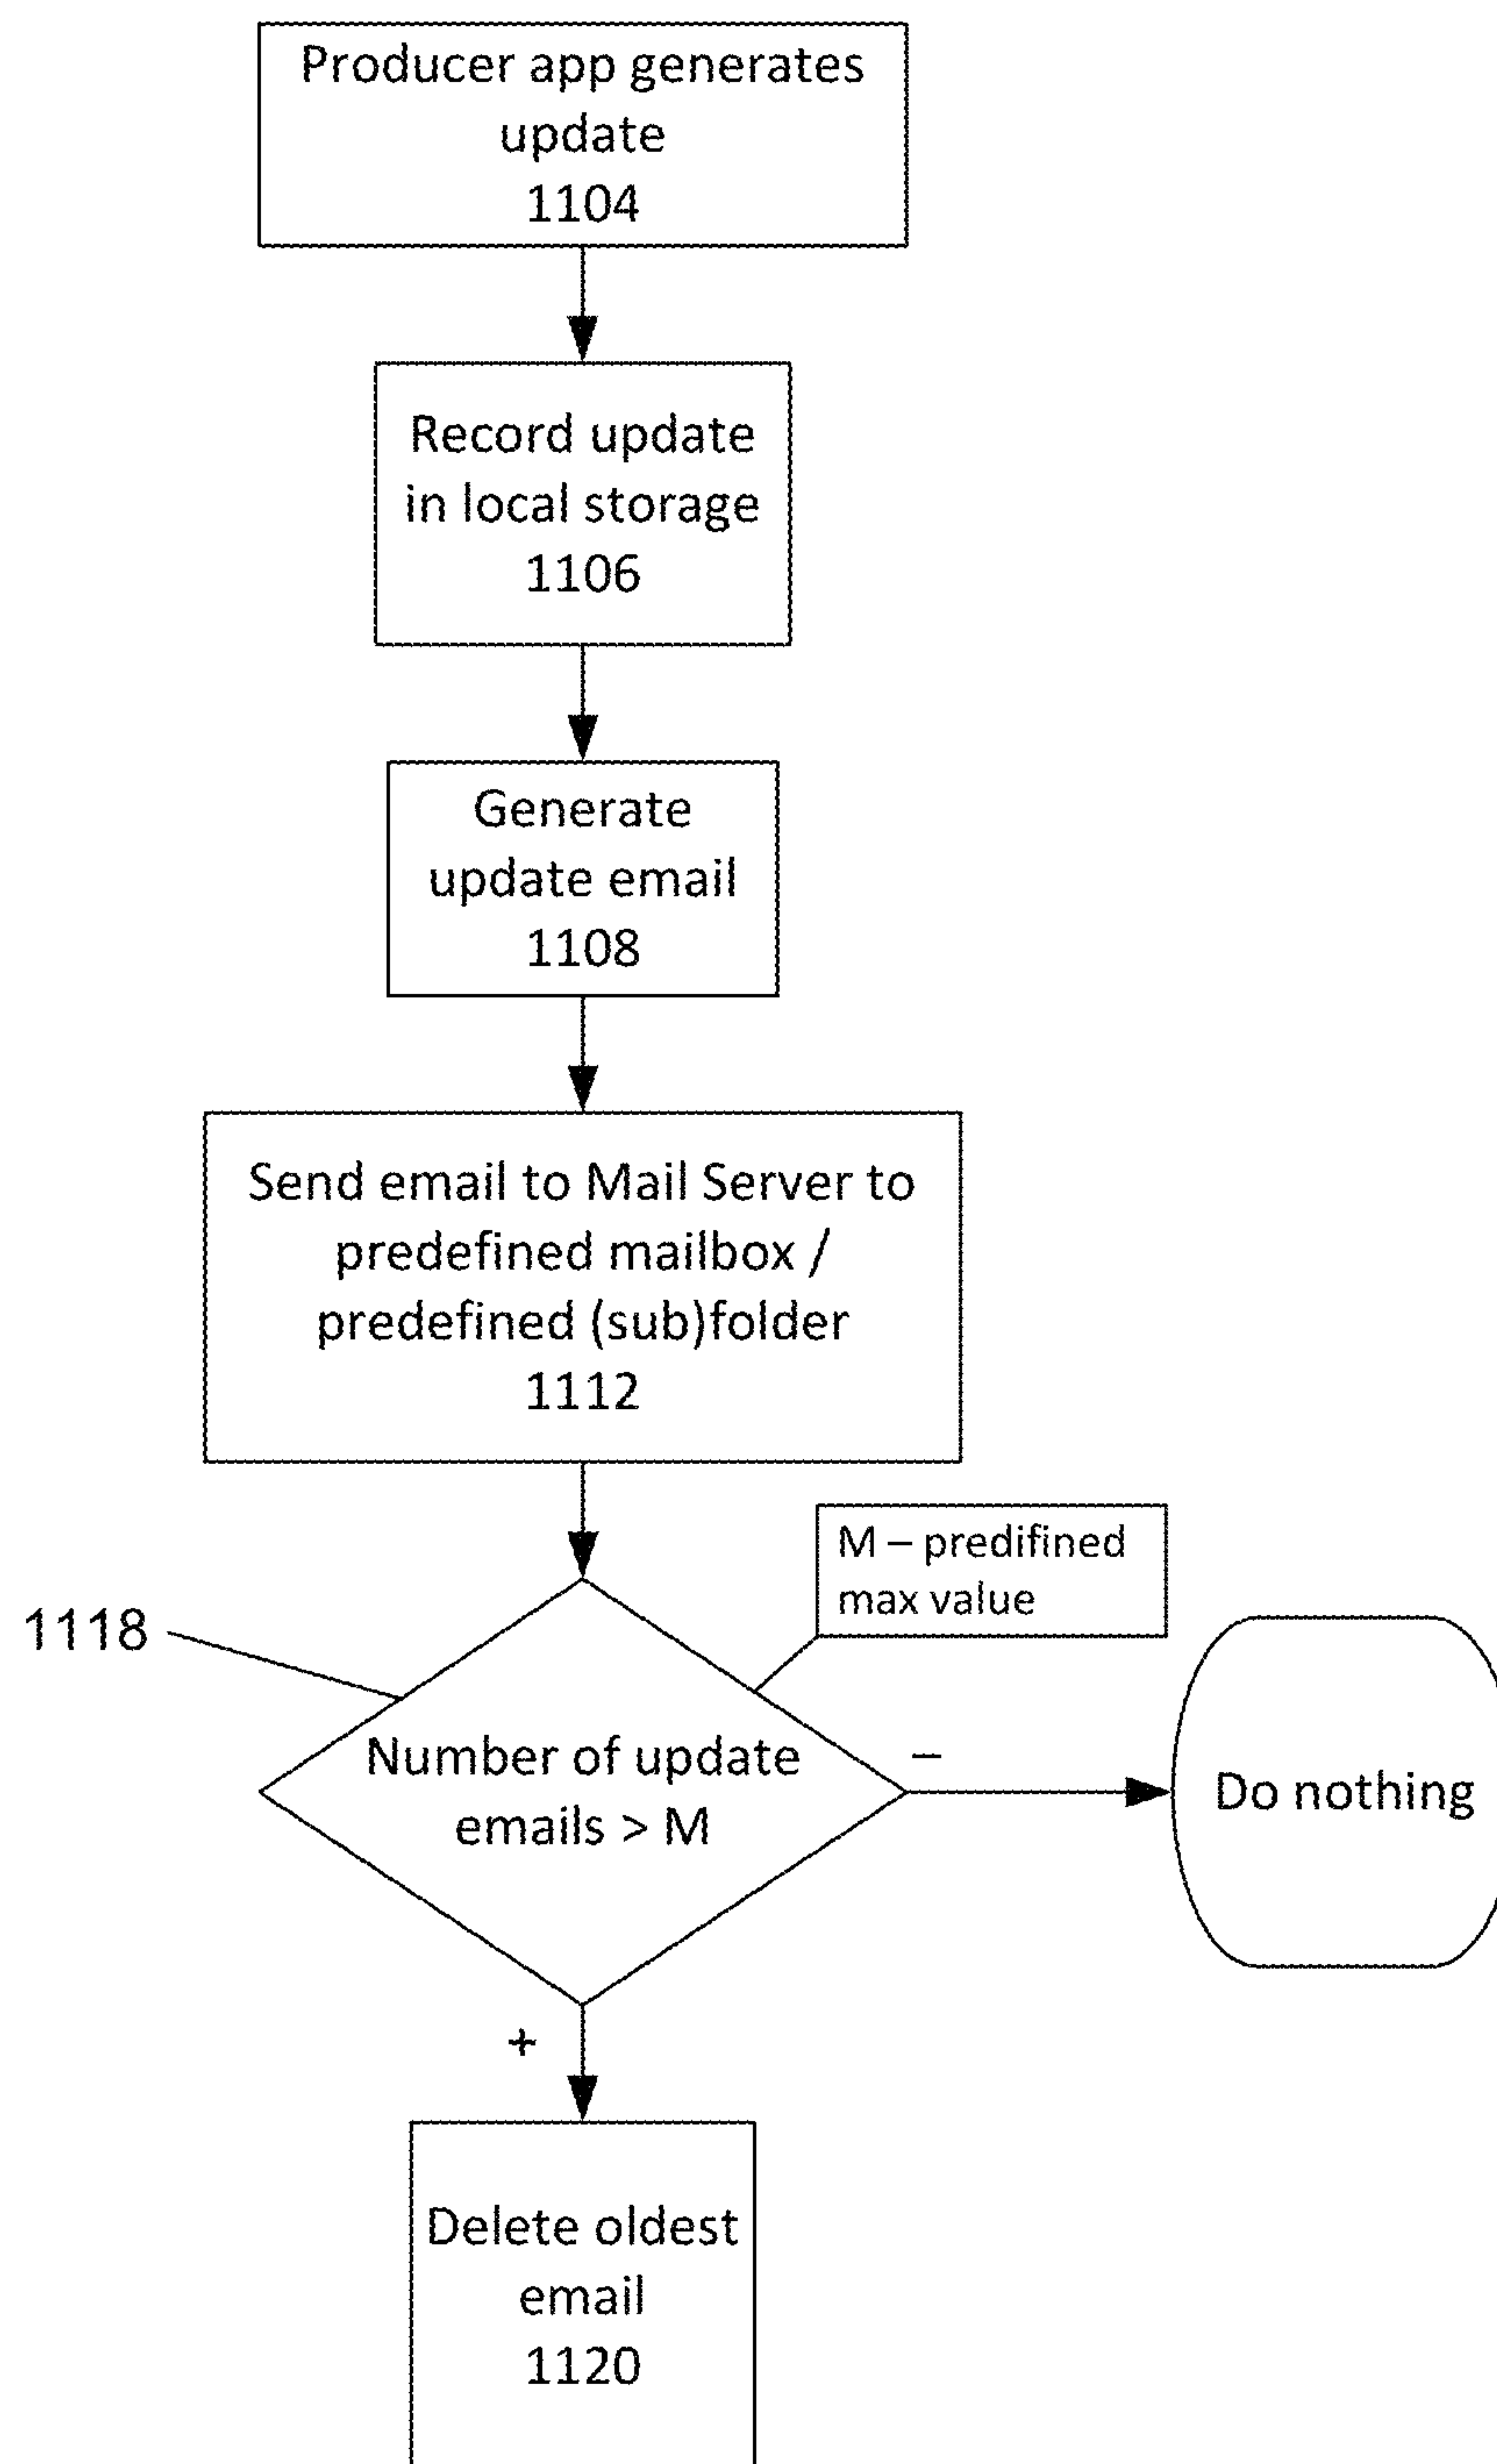 Producer app generates
update
1104
Record update
in local storage
1106
Generate
update email
1108
Send email to Mail Server to
predefined mailbox /
predefined (sub)folder
1112
M – predifined
max value
1118
Number of update
emails > M
–
Do nothing
+
Delete oldest
email
1120